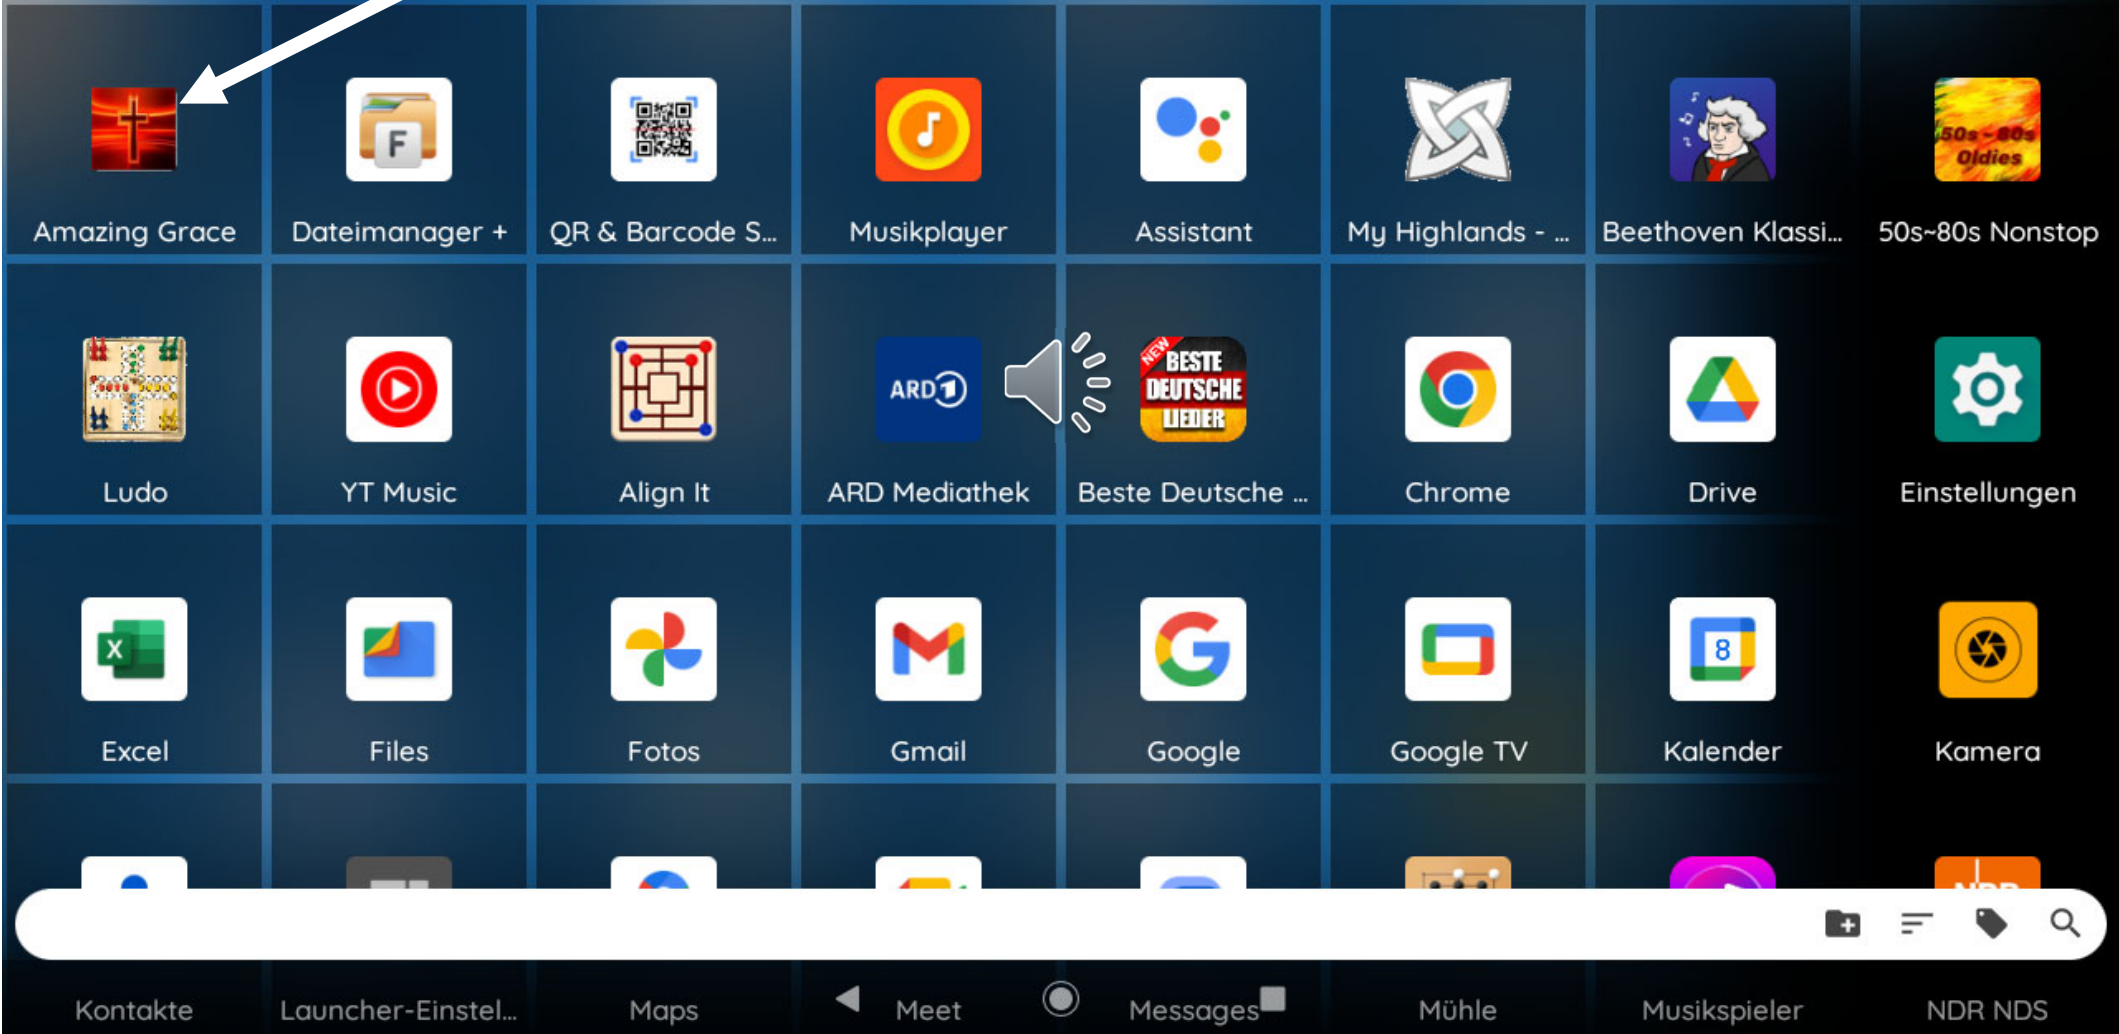 Amazing Grace
F
Dateimanager +
QR & Barcode S...
Musikplayer
Assistant
My Highlands - ...
Beethoven Klassi...
50s - 80s
Oldies
50s~80s Nonstop
Ludo
YT Music
Align It
ARD 1
ARD Mediathek
NEW
BESTE
DEUTSCHE
LIEDER
Beste Deutsche ...
Chrome
Drive
Einstellungen
X
Excel
Files
Fotos
Gmail
G
Google
Google TV
8
Kalender
Kamera
NDR
Kontakte
Launcher-Einstel...
Maps
Meet
Messages
Mühle
Musikspieler
NDR NDS